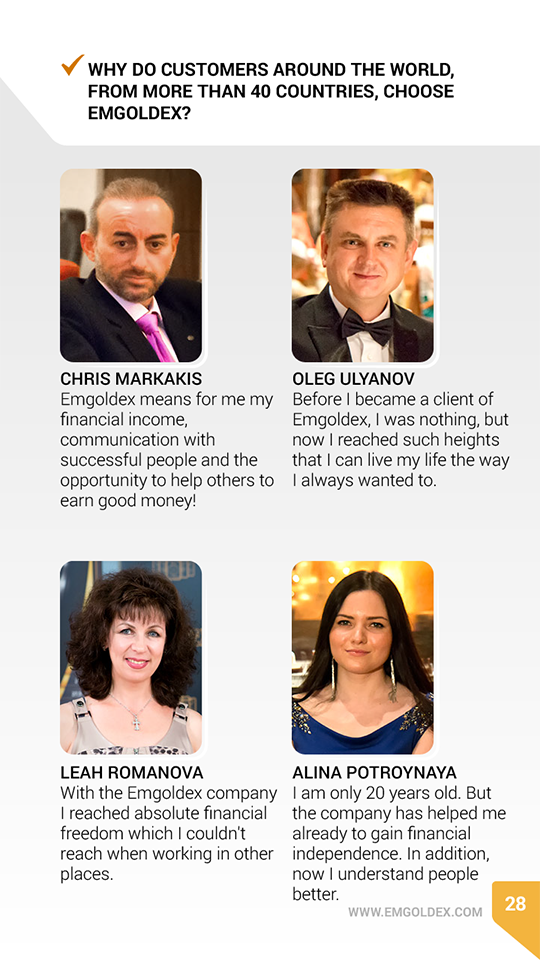 WHY DO CUSTOMERS AROUND THE WORLD,
FROM MORE THAN 40 COUNTRIES, CHOOSE
EMGOLDEX?
CHRIS MARKAKIS
Emgoldex means for me my
financial income,
communication with
successful people and the
opportunity to help others to
earn good money!
OLEG ULYANOV
Before I became a client of
Emgoldex, I was nothing, but
now I reached such heights
that I can live my life the way
I always wanted to.
LEAH ROMANOVA
With the Emgoldex company
I reached absolute financial
freedom which I couldn't
reach when working in other
places.
ALINA POTROYNAYA
I am only 20 years old. But
the company has helped me
already to gain financial
independence. In addition,
now I understand people
better.
WWW.EMGOLDEX.COM
28